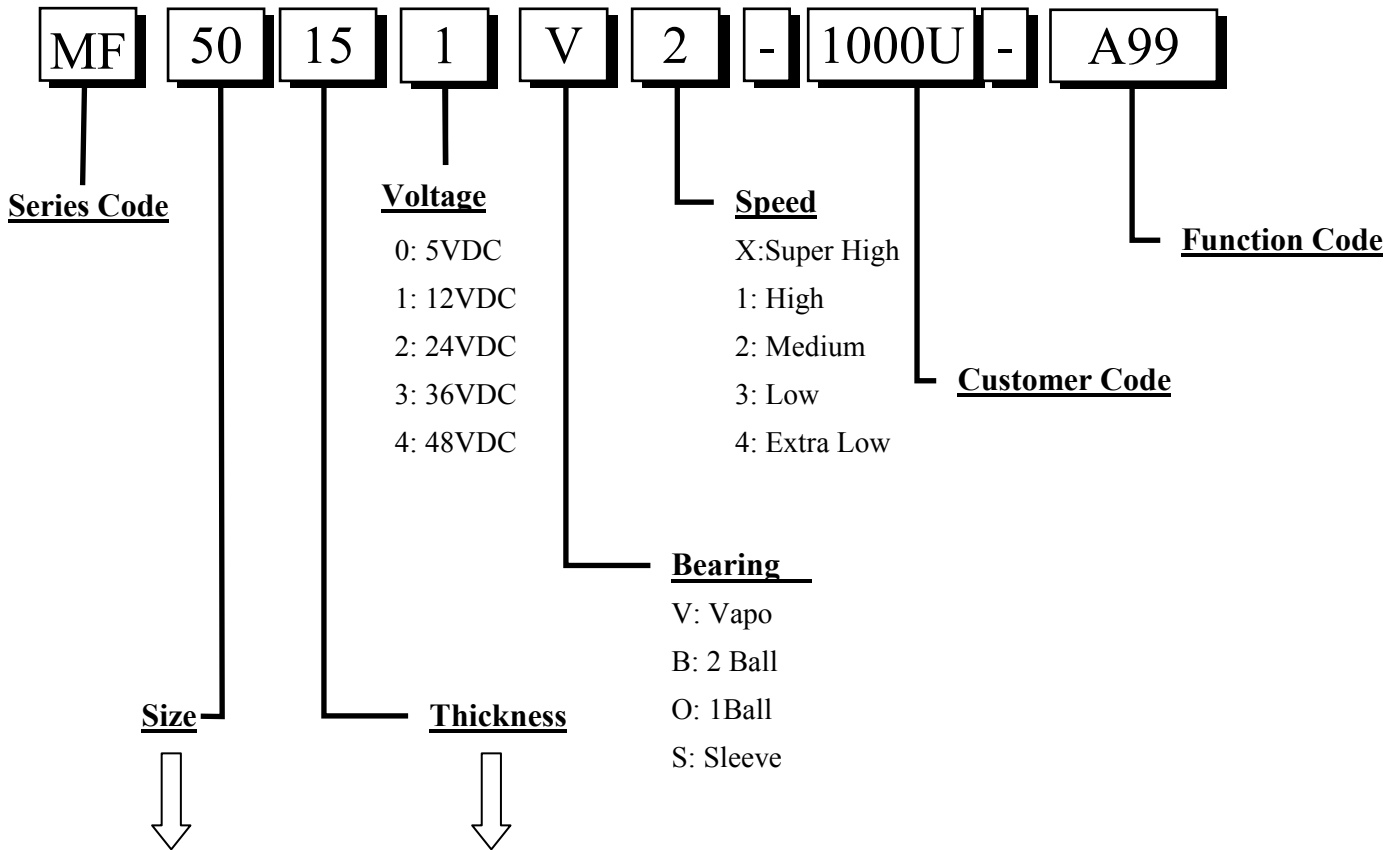 MF 50 15 1 V 2 - 1000U - A99
Series Code
Voltage
0: 5VDC
1: 12VDC
2: 24VDC
3: 36VDC
4: 48VDC
Speed
X:Super High
1: High
2: Medium
3: Low
4: Extra Low
Function Code
Customer Code
Bearing
V: Vapo
B: 2 Ball
O: 1Ball
S: Sleeve
Size
Thickness